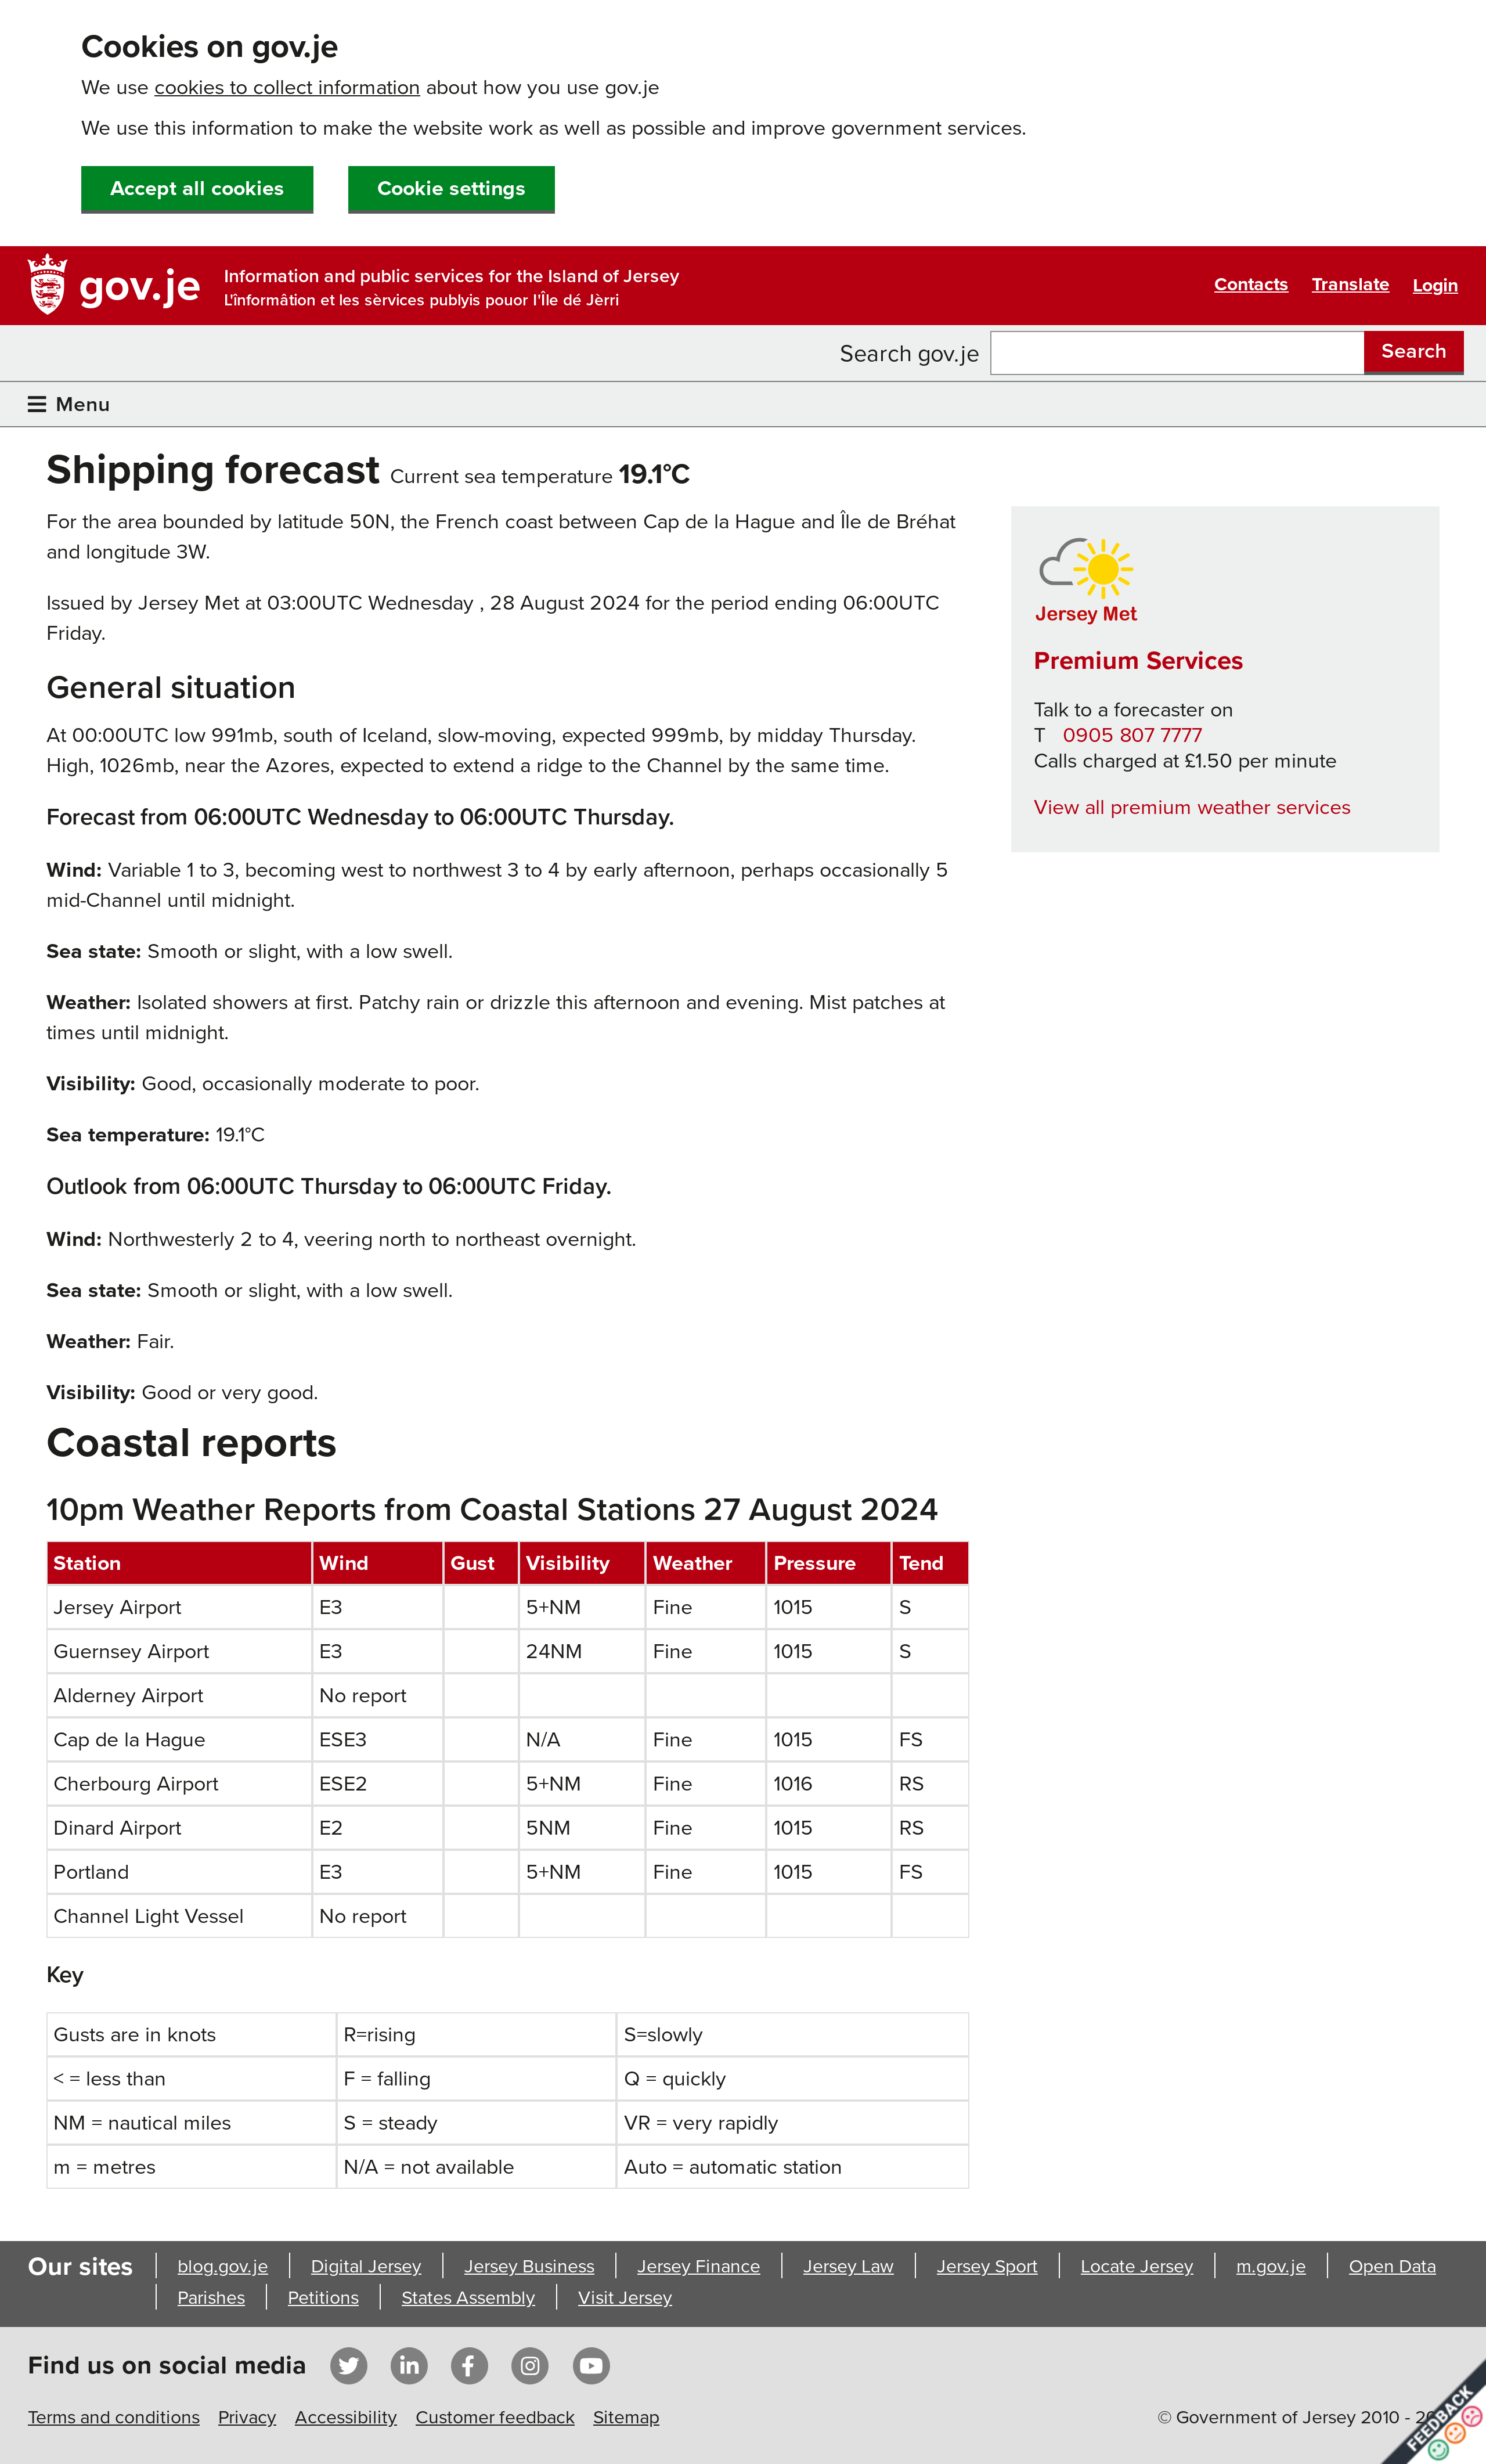 Cookies on gov.je
We use cookies to collect information about how you use gov.je
We use this information to make the website work as well as possible and improve government services.
Accept all cookies
Cookie settings
gov.je
Information and public services for the Island of Jersey
L'înformâtion et les sèrvices publyis pouor I'Île dé Jèrri
Contacts
Translate
Login
Search gov.je
Search
Menu
Shipping forecast Current sea temperature 19.1°C
For the area bounded by latitude 50N, the French coast between Cap de la Hague and Île de Bréhat
and longitude 3W.
Issued by Jersey Met at 03:00UTC Wednesday , 28 August 2024 for the period ending 06:00UTC
Friday.
General situation
At 00:00UTC low 991mb, south of Iceland, slow-moving, expected 999mb, by midday Thursday.
High, 1026mb, near the Azores, expected to extend a ridge to the Channel by the same time.
Forecast from 06:00UTC Wednesday to 06:00UTC Thursday.
Wind: Variable 1 to 3, becoming west to northwest 3 to 4 by early afternoon, perhaps occasionally 5
mid-Channel until midnight.
Sea state: Smooth or slight, with a low swell.
Weather: Isolated showers at first. Patchy rain or drizzle this afternoon and evening. Mist patches at
times until midnight.
Visibility: Good, occasionally moderate to poor.
Sea temperature: 19.1°C
Outlook from 06:00UTC Thursday to 06:00UTC Friday.
Wind: Northwesterly 2 to 4, veering north to northeast overnight.
Sea state: Smooth or slight, with a low swell.
Weather: Fair.
Visibility: Good or very good.
Jersey Met
Premium Services
Talk to a forecaster on
T 0905 807 7777
Calls charged at £1.50 per minute
View all premium weather services
Coastal reports
10pm Weather Reports from Coastal Stations 27 August 2024
Station Wind Gust Visibility Weather Pressure Tend
Jersey Airport E3 5+NM Fine 1015 S
Guernsey Airport E3 24NM Fine 1015 S
Alderney Airport No report
Cap de la Hague ESE3 N/A Fine 1015 FS
Cherbourg Airport ESE2 5+NM Fine 1016 RS
Dinard Airport E2 5NM Fine 1015 RS
Portland E3 5+NM Fine 1015 FS
Channel Light Vessel No report
Key
Gusts are in knots R=rising S=slowly
< = less than F = falling Q = quickly
NM = nautical miles S = steady VR = very rapidly
m = metres N/A = not available Auto = automatic station
Our sites
blog.gov.je Digital Jersey Jersey Business Jersey Finance Jersey Law Jersey Sport Locate Jersey m.gov.je Open Data
Parishes Petitions States Assembly Visit Jersey
Find us on social media
Terms and conditions Privacy Accessibility Customer feedback Sitemap
© Government of Jersey 2010 -
FEEDBACK